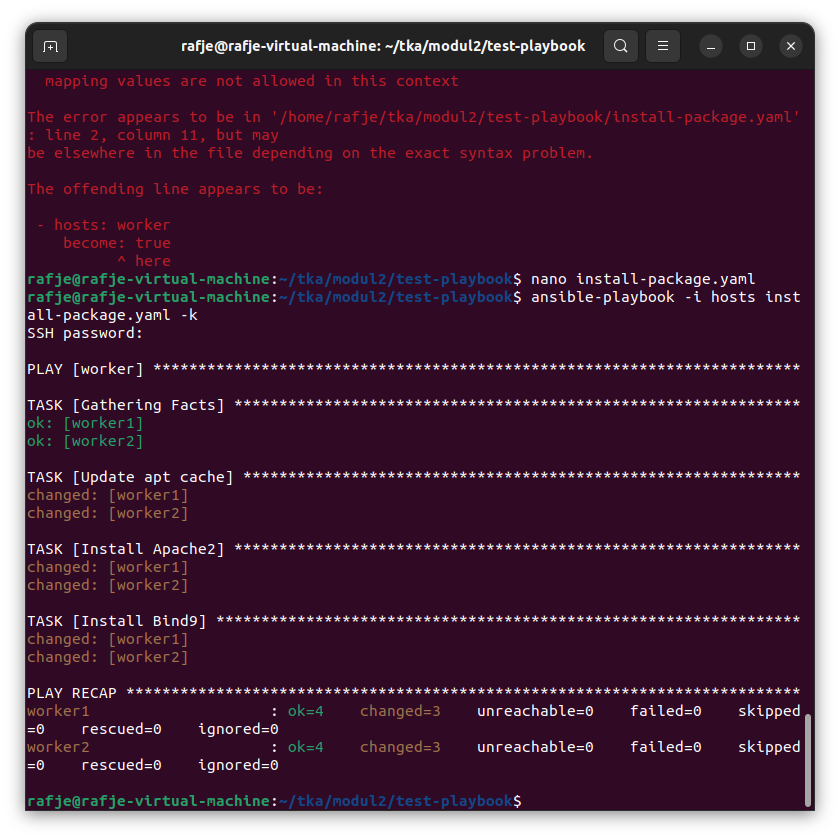 rafje@rafje-virtual-machine: ~/tka/modul2/test-playbook
  mapping values are not allowed in this context

The error appears to be in '/home/rafje/tka/modul2/test-playbook/install-package.yaml'
: line 2, column 11, but may
be elsewhere in the file depending on the exact syntax problem.

The offending line appears to be:

 - hosts: worker
    become: true
          ^ here
rafje@rafje-virtual-machine:~/tka/modul2/test-playbook$ nano install-package.yaml
rafje@rafje-virtual-machine:~/tka/modul2/test-playbook$ ansible-playbook -i hosts inst
all-package.yaml -k
SSH password:

PLAY [worker] ************************************************************************

TASK [Gathering Facts] ***************************************************************
ok: [worker1]
ok: [worker2]

TASK [Update apt cache] **************************************************************
changed: [worker1]
changed: [worker2]

TASK [Install Apache2] ***************************************************************
changed: [worker1]
changed: [worker2]

TASK [Install Bind9] *****************************************************************
changed: [worker1]
changed: [worker2]

PLAY RECAP ***************************************************************************
worker1                    : ok=4    changed=3    unreachable=0    failed=0    skipped
=0    rescued=0    ignored=0
worker2                    : ok=4    changed=3    unreachable=0    failed=0    skipped
=0    rescued=0    ignored=0

rafje@rafje-virtual-machine:~/tka/modul2/test-playbook$